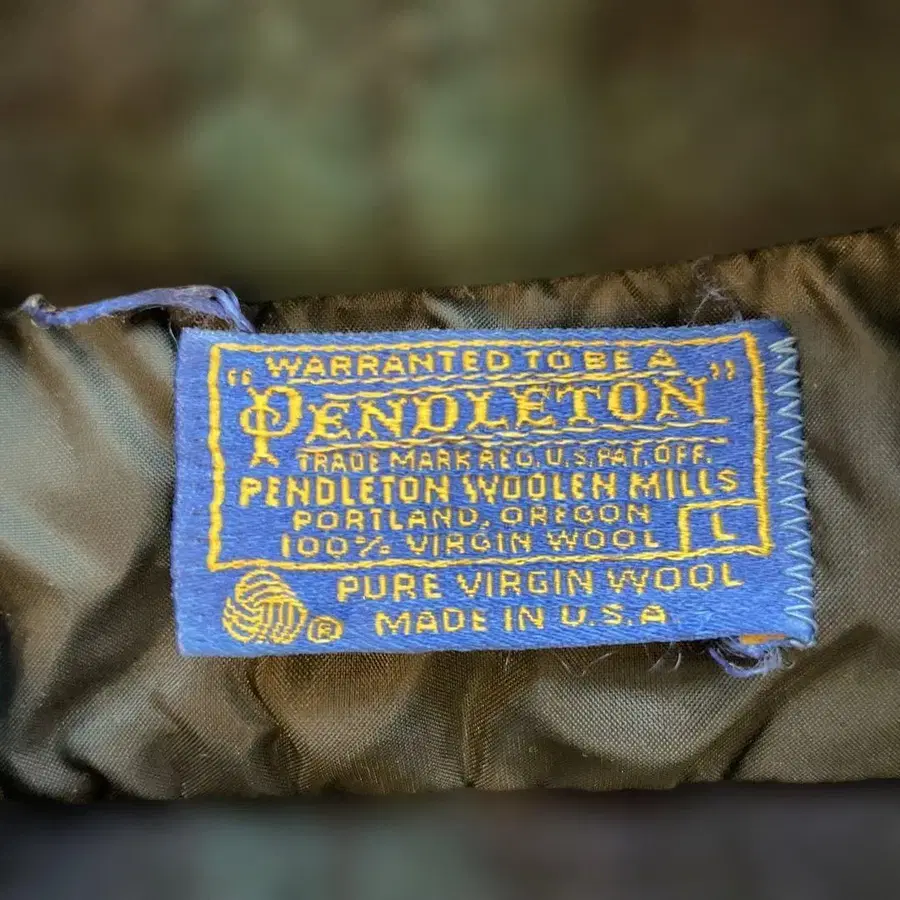 WARRANTED TO BE A
"PENDLETON"
TRADE MARK REG. U.S. PAT. OFF.
PENDLETON WOOLEN MILLS
PORTLAND, OREGON
100% VIRGIN WOOL L
PURE VIRGIN WOOL
® MADE IN U.S.A